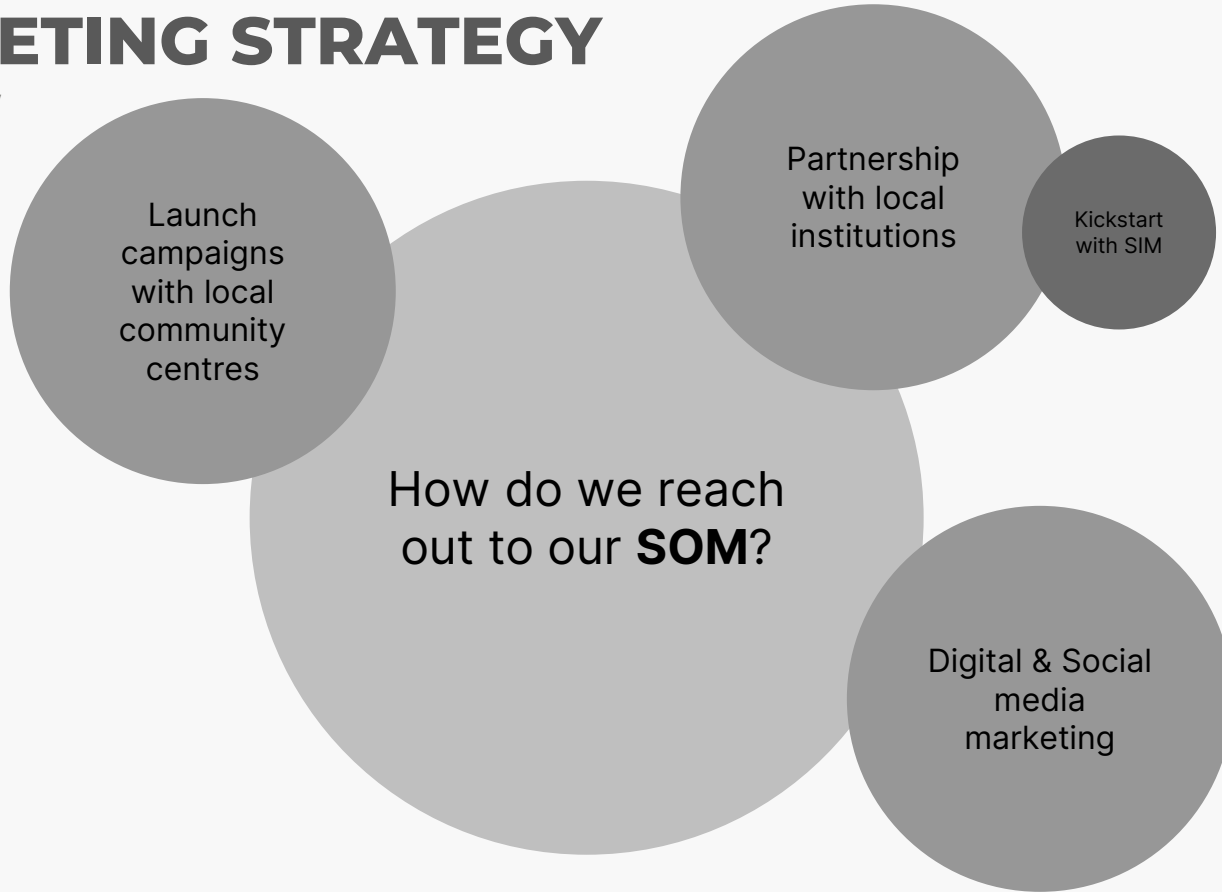 ETING STRATEGY
Launch
campaigns
with local
community
centres
Partnership
with local
institutions
Kickstart
with SIM
How do we reach
out to our SOM?
Digital & Social
media
marketing